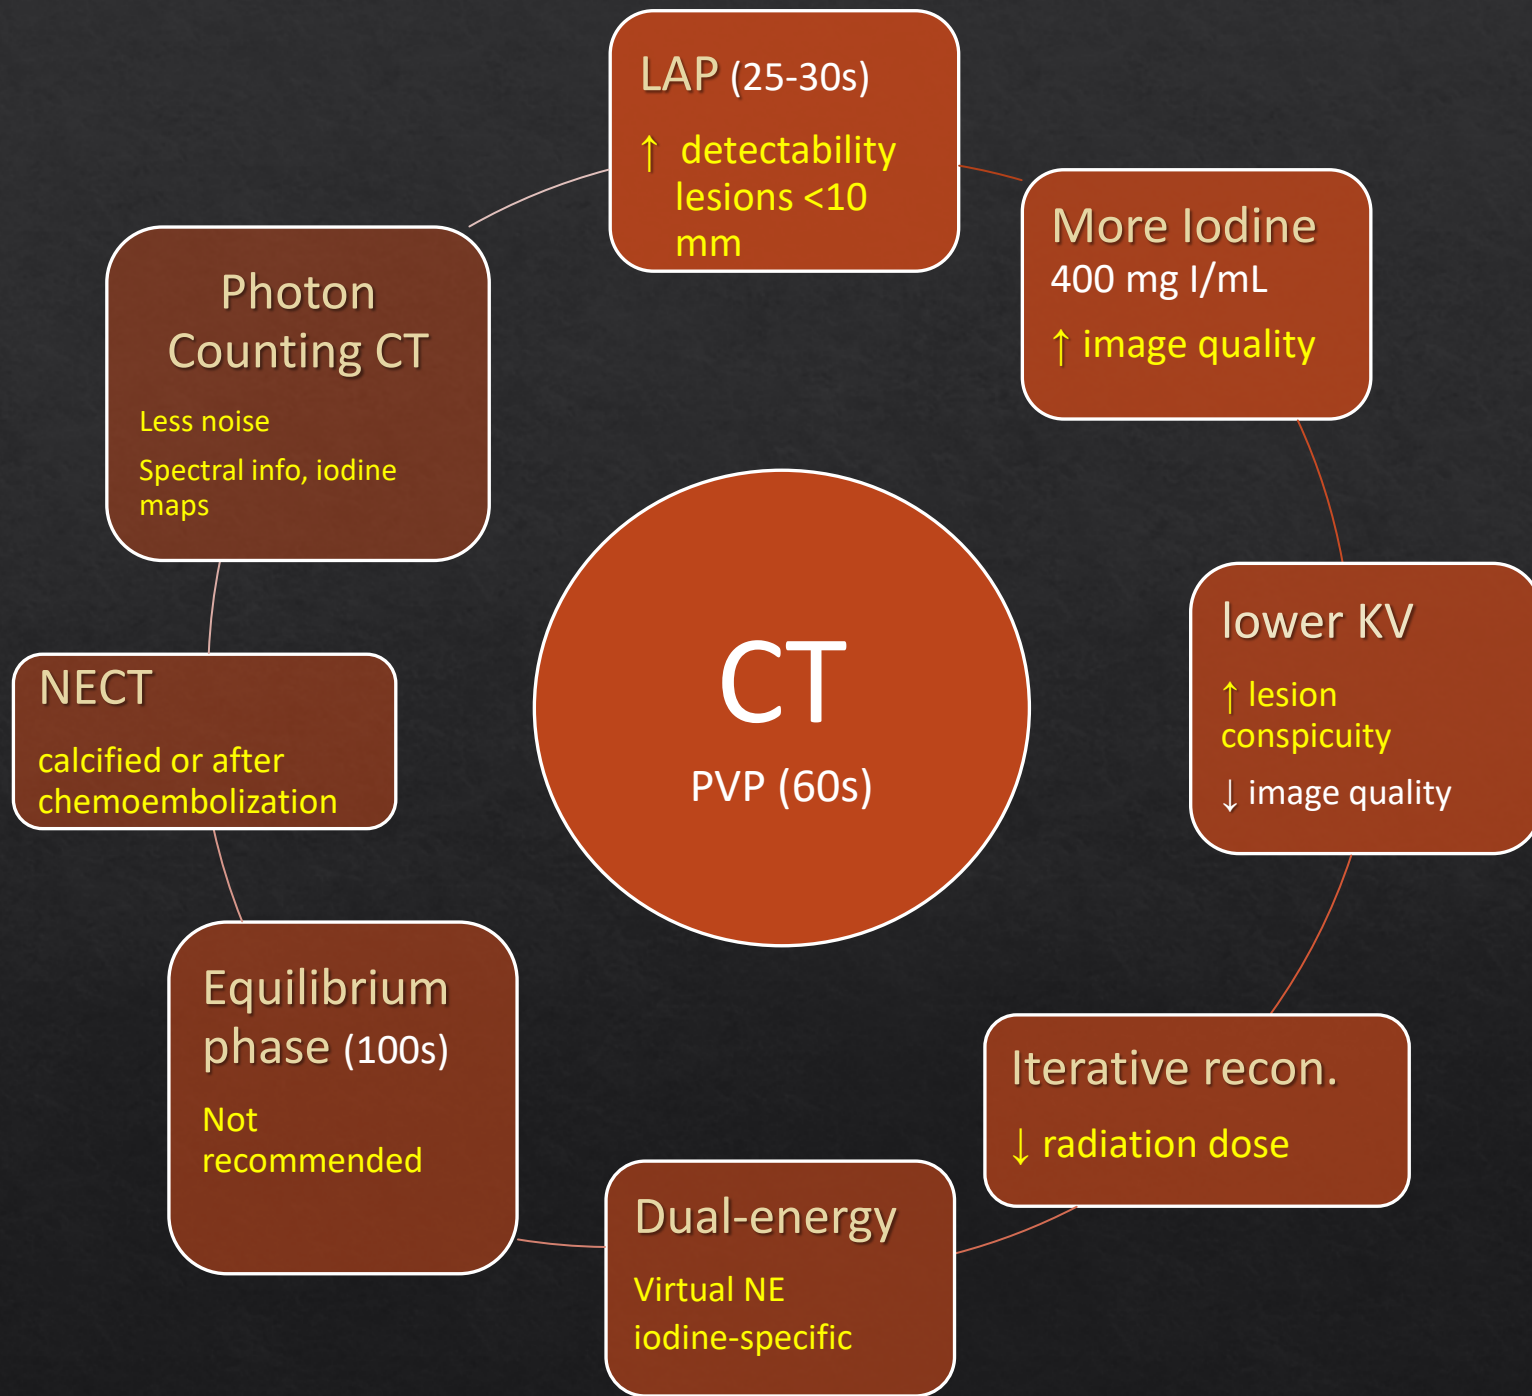 LAP (25-30s)
↑ detectability
lesions <10
mm
More Iodine
400 mg I/mL
↑ image quality
lower KV
↑ lesion
conspicuity
↓ image quality
Iterative recon.
↓ radiation dose
Dual-energy
Virtual NE
iodine-specific
Equilibrium
phase (100s)
Not
recommended
NECT
calcified or after
chemoembolization
Photon
Counting CT
Less noise
Spectral info, iodine
maps
CT
PVP (60s)